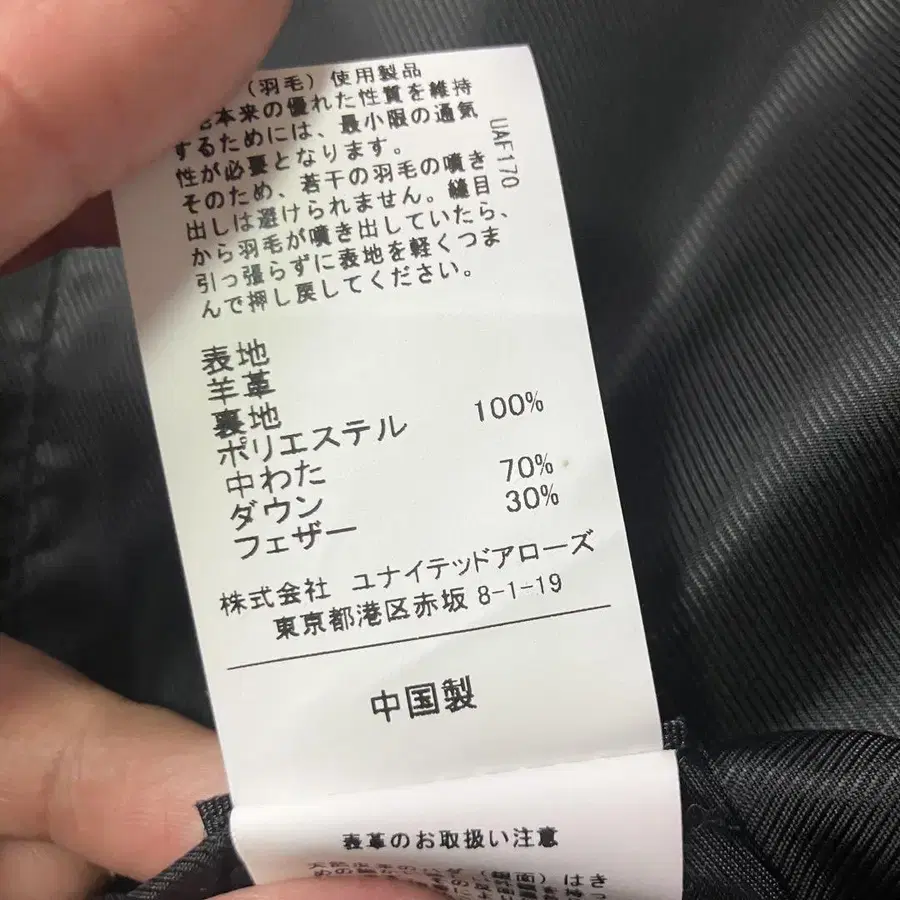 (羽毛)使用製品
本来の優れた性質を維持
するためには、最小限の通気
性が必要となります。
そのため、若干の羽毛の噴き
出しは避けられません。縫目
から羽毛が噴き出していたら、
引っ張らずに表地を軽くつま
んで押し戻してください。
UAF170
表地
羊革
裏地
ポリエステル 100%
中わた
ダウン 70%
フェザー 30%
株式会社 ユナイテッドアローズ
東京都港区赤坂 8-1-19
中国製
表革のお取扱い注意
はき